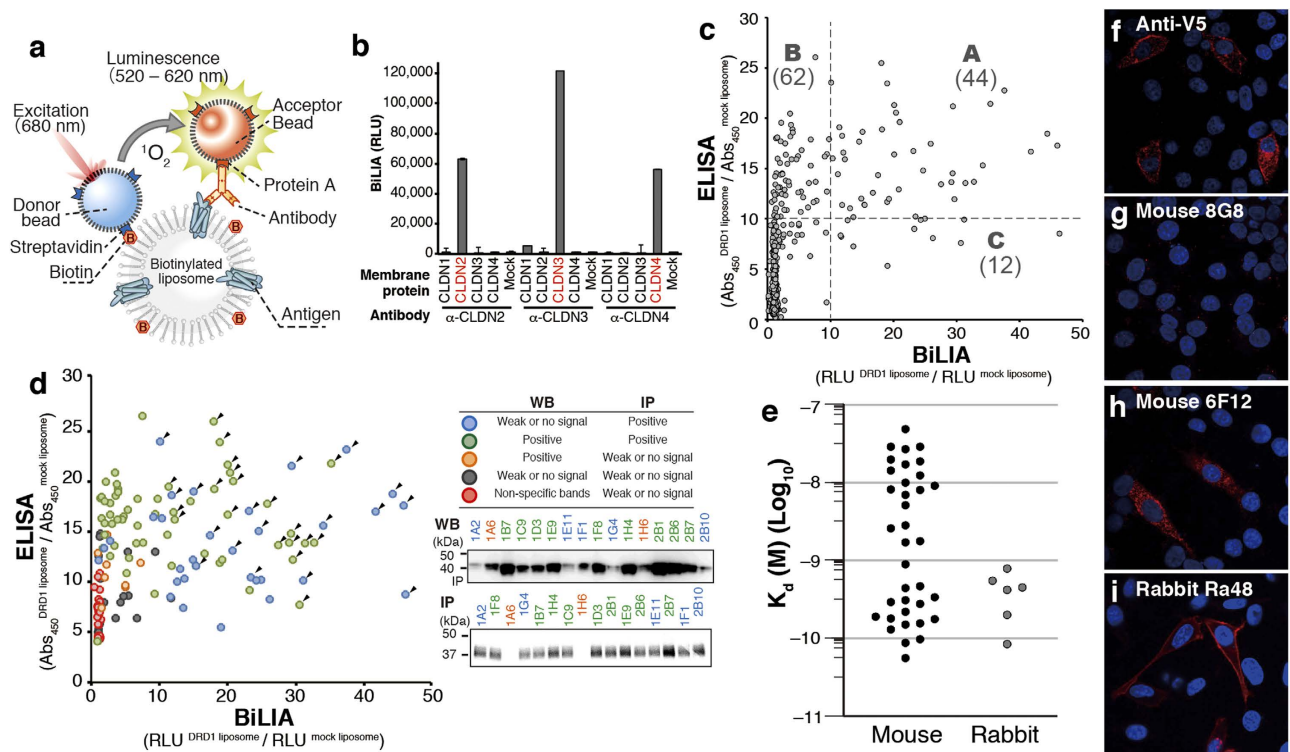 a
Luminescence
(520 – 620 nm)
Excitation
(680 nm)
¹O₂
Acceptor
Bead
Protein A
Antibody
Donor
bead
Streptavidin
Biotin
B
B
B
B
Biotinylated
liposome
Antigen
b
BiLIA (RLU)
120,000
100,000
80,000
60,000
40,000
20,000
0
Membrane
protein
CLDN1
CLDN2
CLDN3
CLDN4
Mock
CLDN1
CLDN2
CLDN3
CLDN4
Mock
CLDN1
CLDN2
CLDN3
CLDN4
Mock
Antibody
α-CLDN2
α-CLDN3
α-CLDN4
c
ELISA
(Abs₄₅₀ DRD1 liposome / Abs₄₅₀ mock liposome)
30
25
20
15
10
5
0
B
(62)
A
(44)
C
(12)
0 10 20 30 40 50
BiLIA
(RLU DRD1 liposome / RLU mock liposome)
d
ELISA
(Abs₄₅₀ DRD1 liposome / Abs₄₅₀ mock liposome)
30
25
20
15
10
5
0
0 10 20 30 40 50
BiLIA
(RLU DRD1 liposome / RLU mock liposome)
WB IP
Weak or no signal Positive
Positive Positive
Positive Weak or no signal
Weak or no signal Weak or no signal
Non-specific bands Weak or no signal
WB
(kDa)
1A2 1A6 1B7 1C9 1D3 1E9 1E11 1F1 1F8 1G4 1H4 1H6 2B1 2B6 2B7 2B10
50
40
IP
IP
(kDa)
1A2 1F8 1A6 1G4 1B7 1H4 1C9 1H6 1D3 2B1 1E9 2B6 1E11 2B7 1F1 2B10
50
37
e
K_d (M) (Log₁₀)
−7
−8
−9
−10
−11
Mouse Rabbit
f Anti-V5
g Mouse 8G8
h Mouse 6F12
i Rabbit Ra48